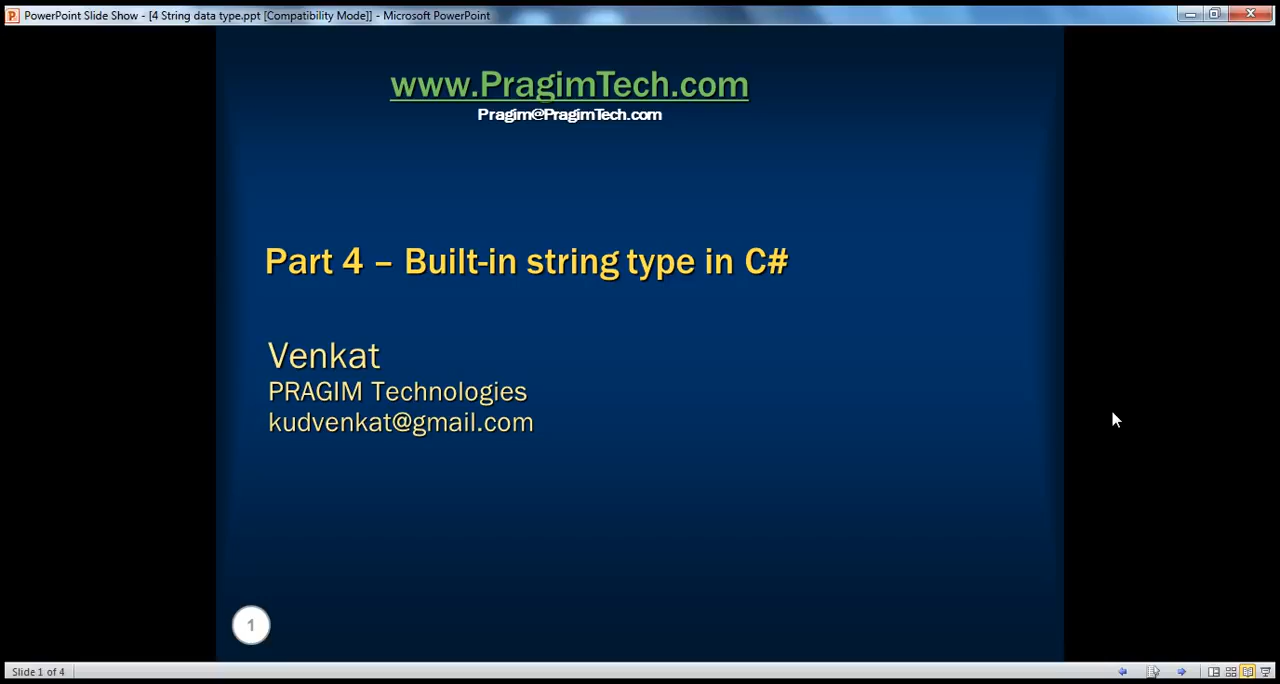 PowerPoint Slide Show - [4 String data type.ppt [Compatibility Mode]] - Microsoft PowerPoint
www.PragimTech.com
Pragim@PragimTech.com
Part 4 – Built-in string type in C#
Venkat
PRAGIM Technologies
kudvenkat@gmail.com
1
Slide 1 of 4